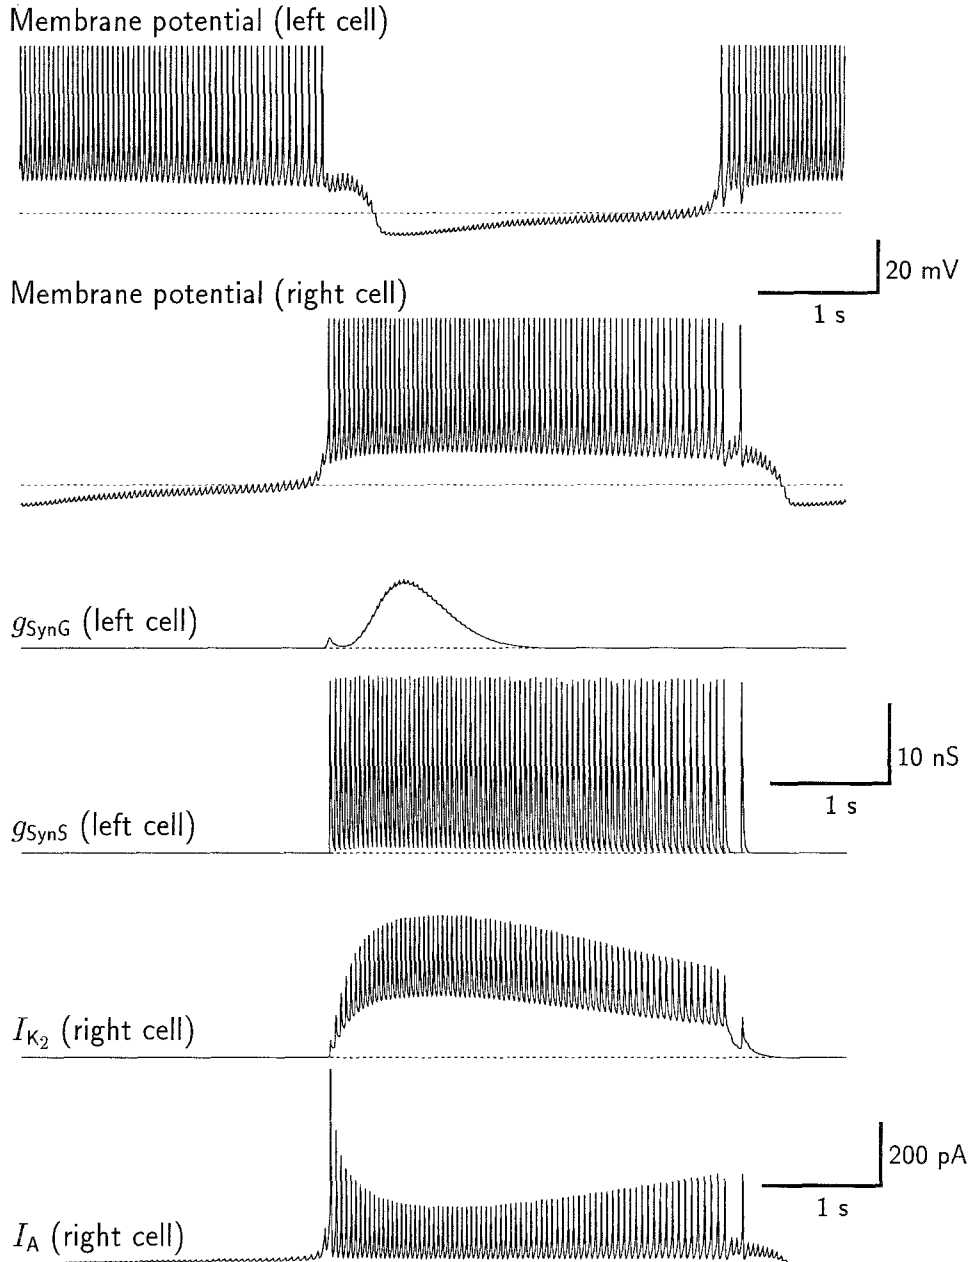 Membrane potential (left cell)
20 mV
1 s
Membrane potential (right cell)
gSynG (left cell)
10 nS
1 s
gSynS (left cell)
IK2 (right cell)
200 pA
1 s
IA (right cell)